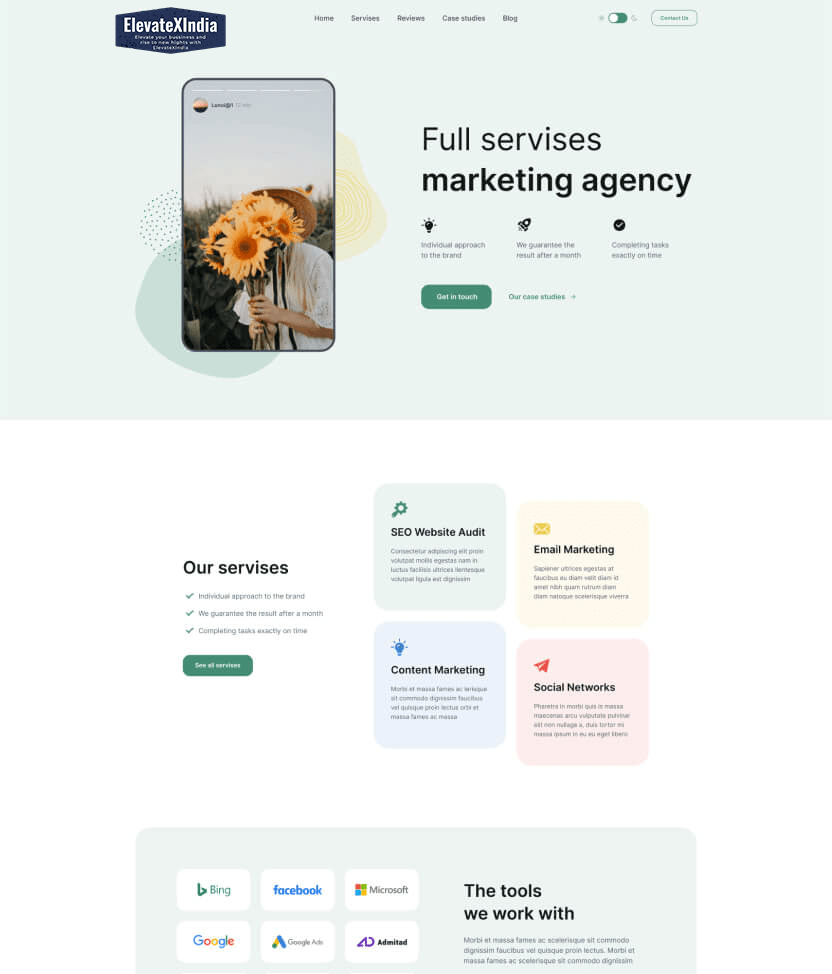 ElevateXIndia
Elevate your bussiness and
rise to new hights with
ElevateXIndia
Home Servises Reviews Case studies Blog
Contact Us
12 min
Full servises
marketing agency
Individual approach
to the brand
We guarantee the
result after a month
Completing tasks
exactly on time
Get in touch
Our case studies →
Our servises
Individual approach to the brand
We guarantee the result after a month
Completing tasks exactly on time
See all servises
SEO Website Audit
Consectetur adipiscing elit proin
volutpat mollis egestas nam in
luctus facilisis ultrices llentesque
volutpat ligula est dignissim
Email Marketing
Sapiener ultrices egestas at
faucibus eu diam velit diam id
amet nibh quam rutrum diam
diam natoque scelerisque viverra
Content Marketing
Morbi et massa fames ac lerisque
sit commodo dignissim faucibus
vel quisque proin lectus orbi et
massa fames ac massa
Social Networks
Pharetra in morbi quis is massa
maecenas arcu vulputate pulvinar
elit non nullage a, duis tortor mi
massa ipsum in eu eu eget libero
Bing facebook Microsoft
Google Google Ads Admitad
The tools
we work with
Morbi et massa fames ac scelerisque sit commodo
dignissim faucibus vel quisque proin lectus. Morbi et
massa fames ac scelerisque sit commodo dignissim